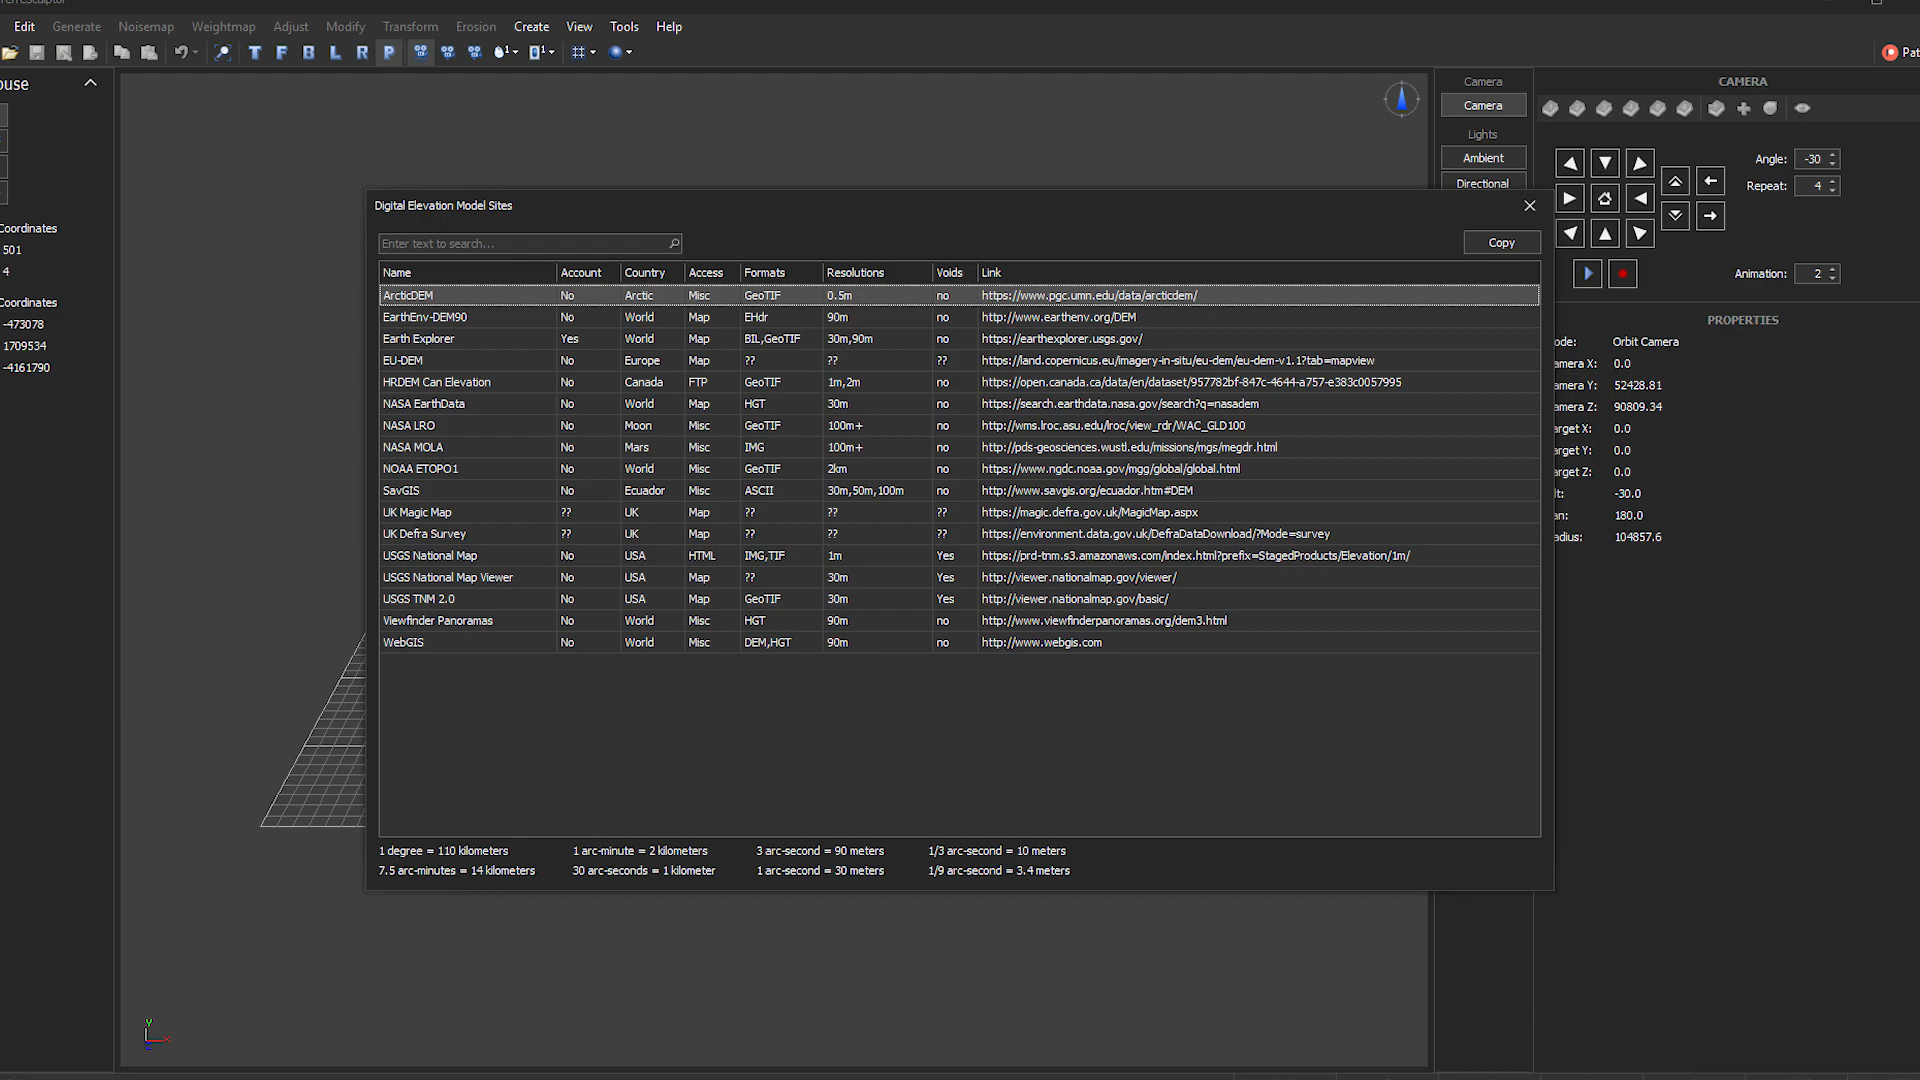 Edit Generate Noisemap Weightmap Adjust Modify Transform Erosion Create View Tools Help
T F B L R P
Coordinates
501
4
Coordinates
-473078
1709534
-4161790
Camera
Camera
Lights
Ambient
Directional
CAMERA
Angle: -30
Repeat: 4
Animation: 2
PROPERTIES
Orbit Camera
0.0
52428.81
90809.34
0.0
0.0
0.0
-30.0
180.0
104857.6
Digital Elevation Model Sites
Enter text to search...
Copy
Name Account Country Access Formats Resolutions Voids Link
ArcticDEM No Arctic Misc GeoTIF 0.5m no https://www.pgc.umn.edu/data/arcticdem/
EarthEnv-DEM90 No World Map EHdr 90m no http://www.earthenv.org/DEM
Earth Explorer Yes World Map BIL,GeoTIF 30m,90m no https://earthexplorer.usgs.gov/
EU-DEM No Europe Map ?? ?? ?? https://land.copernicus.eu/imagery-in-situ/eu-dem/eu-dem-v1.1?tab=mapview
HRDEM Can Elevation No Canada FTP GeoTIF 1m,2m no https://open.canada.ca/data/en/dataset/957782bf-847c-4644-a757-e383c0057995
NASA EarthData No World Map HGT 30m no https://search.earthdata.nasa.gov/search?q=nasadem
NASA LRO No Moon Misc GeoTIF 100m+ no http://wms.lroc.asu.edu/lroc/view_rdr/WAC_GLD100
NASA MOLA No Mars Misc IMG 100m+ no http://pds-geosciences.wustl.edu/missions/mgs/megdr.html
NOAA ETOPO1 No World Misc GeoTIF 2km no https://www.ngdc.noaa.gov/mgg/global/global.html
SavGIS No Ecuador Misc ASCII 30m,50m,100m no http://www.savgis.org/ecuador.htm#DEM
UK Magic Map ?? UK Map ?? ?? ?? https://magic.defra.gov.uk/MagicMap.aspx
UK Defra Survey ?? UK Map ?? ?? ?? https://environment.data.gov.uk/DefraDataDownload/?Mode=survey
USGS National Map No USA HTML IMG,TIF 1m Yes https://prd-tnm.s3.amazonaws.com/index.html?prefix=StagedProducts/Elevation/1m/
USGS National Map Viewer No USA Map ?? 30m Yes http://viewer.nationalmap.gov/viewer/
USGS TNM 2.0 No USA Map GeoTIF 30m Yes http://viewer.nationalmap.gov/basic/
Viewfinder Panoramas No World Misc HGT 90m no http://www.viewfinderpanoramas.org/dem3.html
WebGIS No World Misc DEM,HGT 90m no http://www.webgis.com
1 degree = 110 kilometers 1 arc-minute = 2 kilometers 3 arc-second = 90 meters 1/3 arc-second = 10 meters
7.5 arc-minutes = 14 kilometers 30 arc-seconds = 1 kilometer 1 arc-second = 30 meters 1/9 arc-second = 3.4 meters
Y